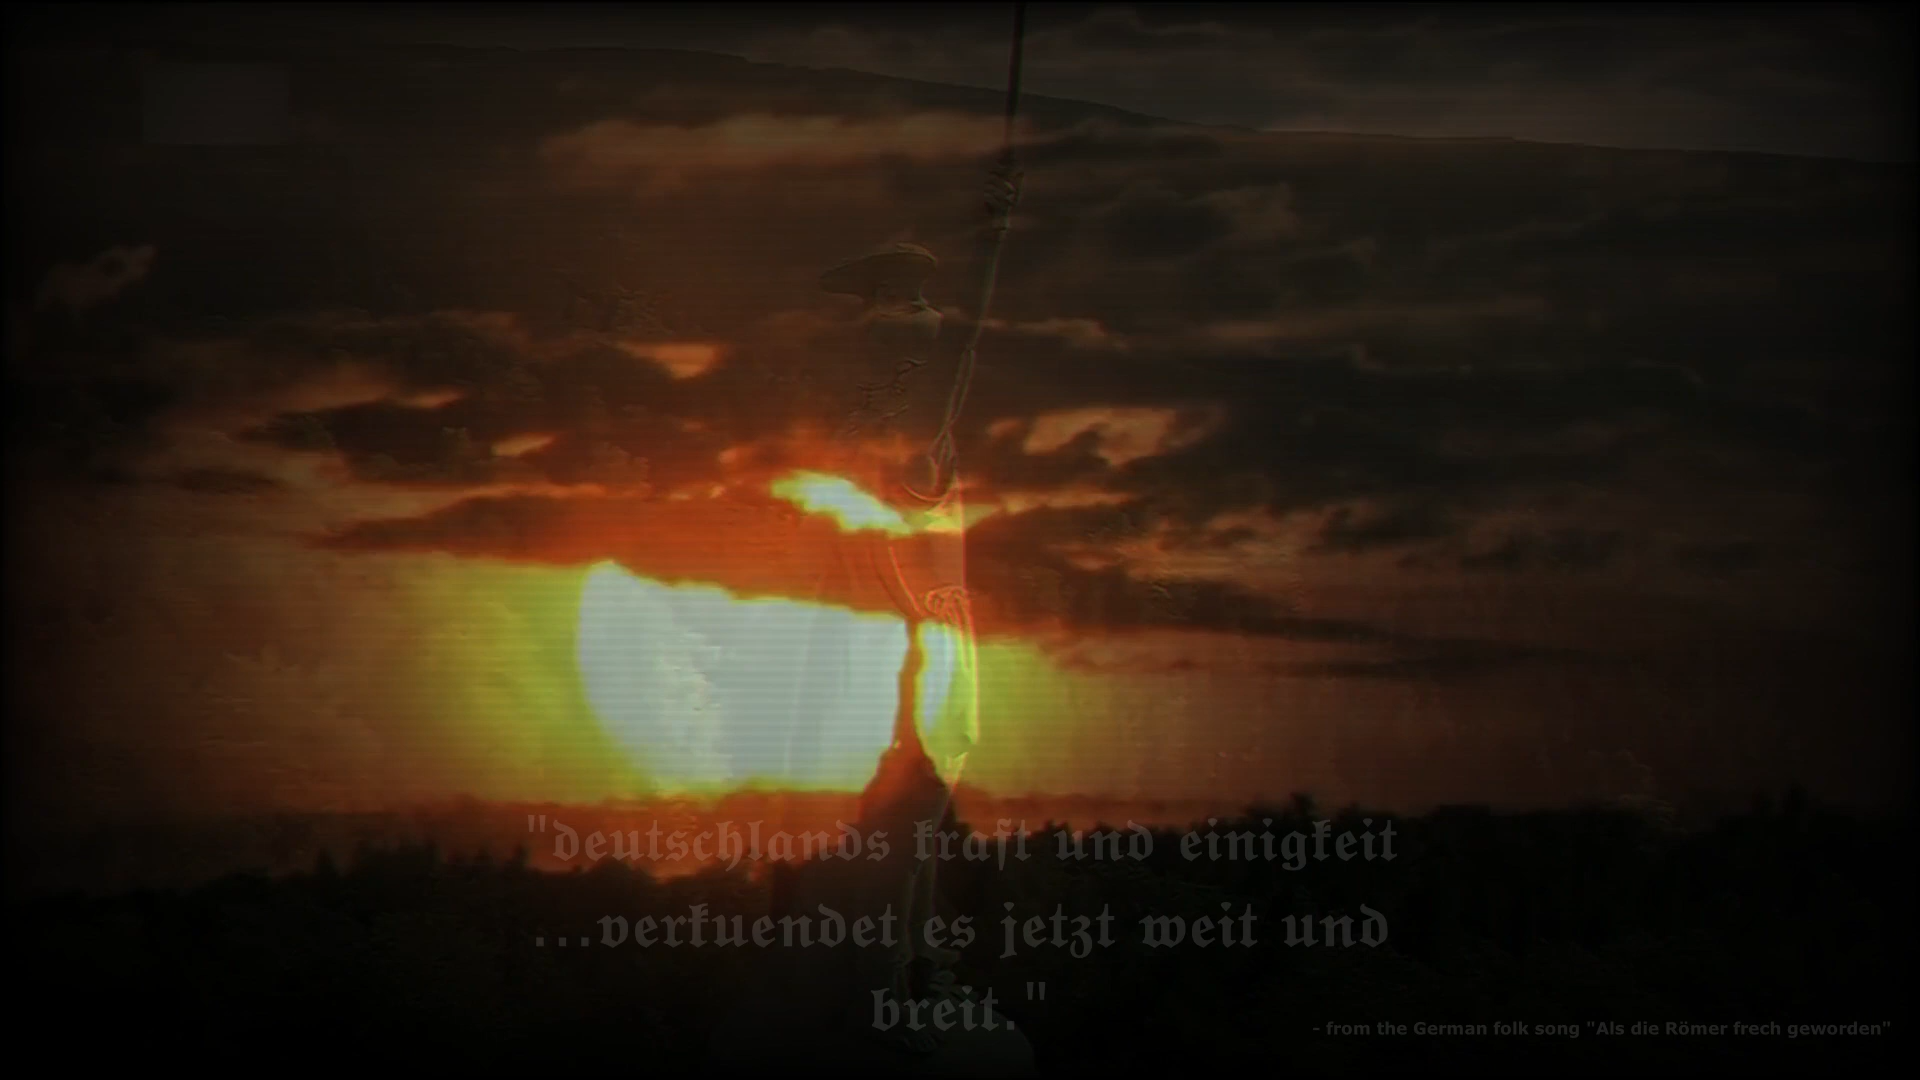 "deutschlands kraft und einigkeit
...verkuendet es jetzt weit und
breit."
- from the German folk song "Als die Römer frech geworden"